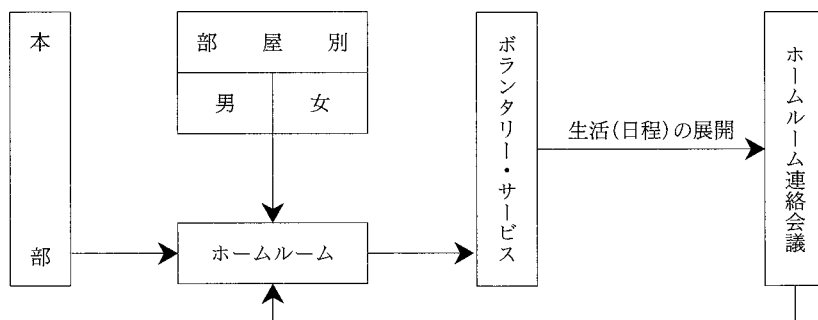 本部
部屋別
男
女
ホームルーム
ボランタリー・サービス
生活(日程)の展開
ホームルーム連絡会議